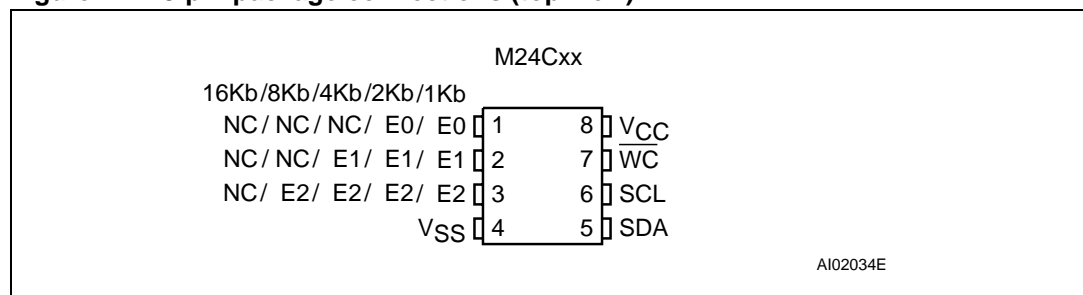 M24Cxx
16Kb/8Kb/4Kb/2Kb/1Kb
NC/ NC/ NC/ E0/ E0 1 8 VCC
NC/ NC/ E1/ E1/ E1 2 7 WC
NC/ E2/ E2/ E2/ E2 3 6 SCL
VSS 4 5 SDA
AI02034E